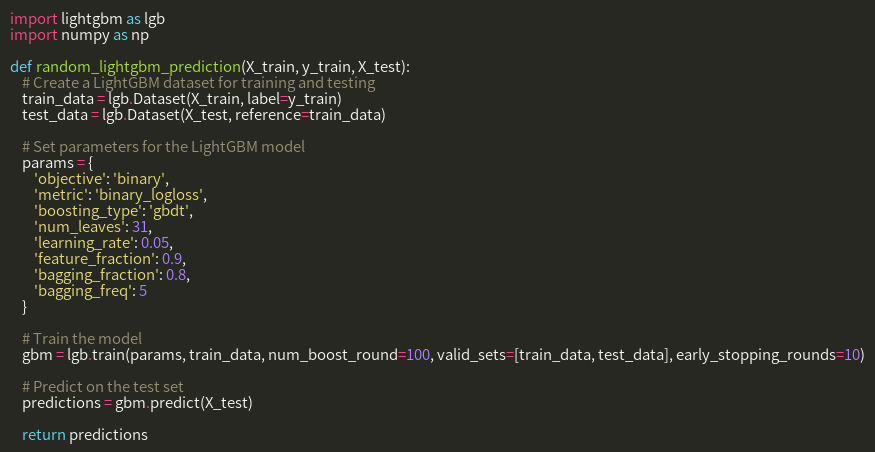 import lightgbm as lgb
import numpy as np
def random_lightgbm_prediction(X_train, y_train, X_test):
# Create a LightGBM dataset for training and testing
train_data = lgb.Dataset(X_train, label=y_train)
test_data = lgb.Dataset(X_test, reference=train_data)
# Set parameters for the LightGBM model
params = {
'objective': 'binary',
'metric': 'binary_logloss',
'boosting_type': 'gbdt',
'num_leaves': 31,
'learning_rate': 0.05,
'feature_fraction': 0.9,
'bagging_fraction': 0.8,
'bagging_freq': 5
}
# Train the model
gbm = lgb.train(params, train_data, num_boost_round=100, valid_sets=[train_data, test_data], early_stopping_rounds=10)
# Predict on the test set
predictions = gbm.predict(X_test)
return predictions